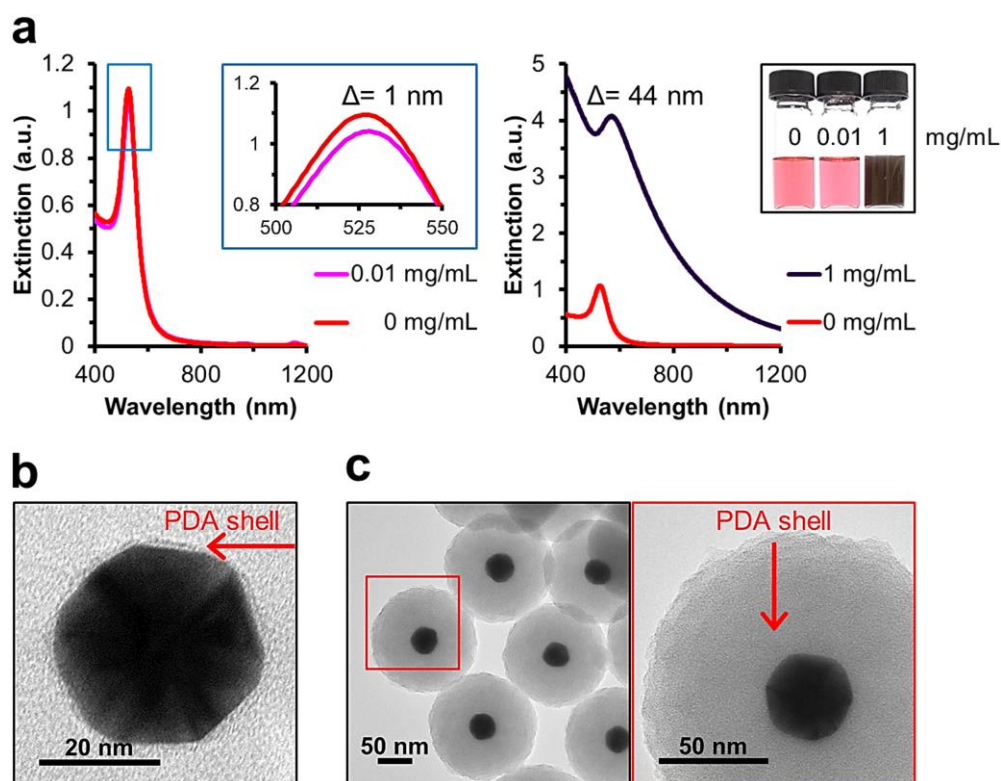 a
1.2
1
0.8
0.6
0.4
0.2
0
400
800
1200
Extinction (a.u.)
Wavelength (nm)
Δ= 1 nm
1
0.8
500
525
550
0.01 mg/mL
0 mg/mL
5
4
3
2
1
0
400
800
1200
Extinction (a.u.)
Wavelength (nm)
Δ= 44 nm
0 0.01 1 mg/mL
1 mg/mL
0 mg/mL
b
PDA shell
20 nm
c
50 nm
PDA shell
50 nm